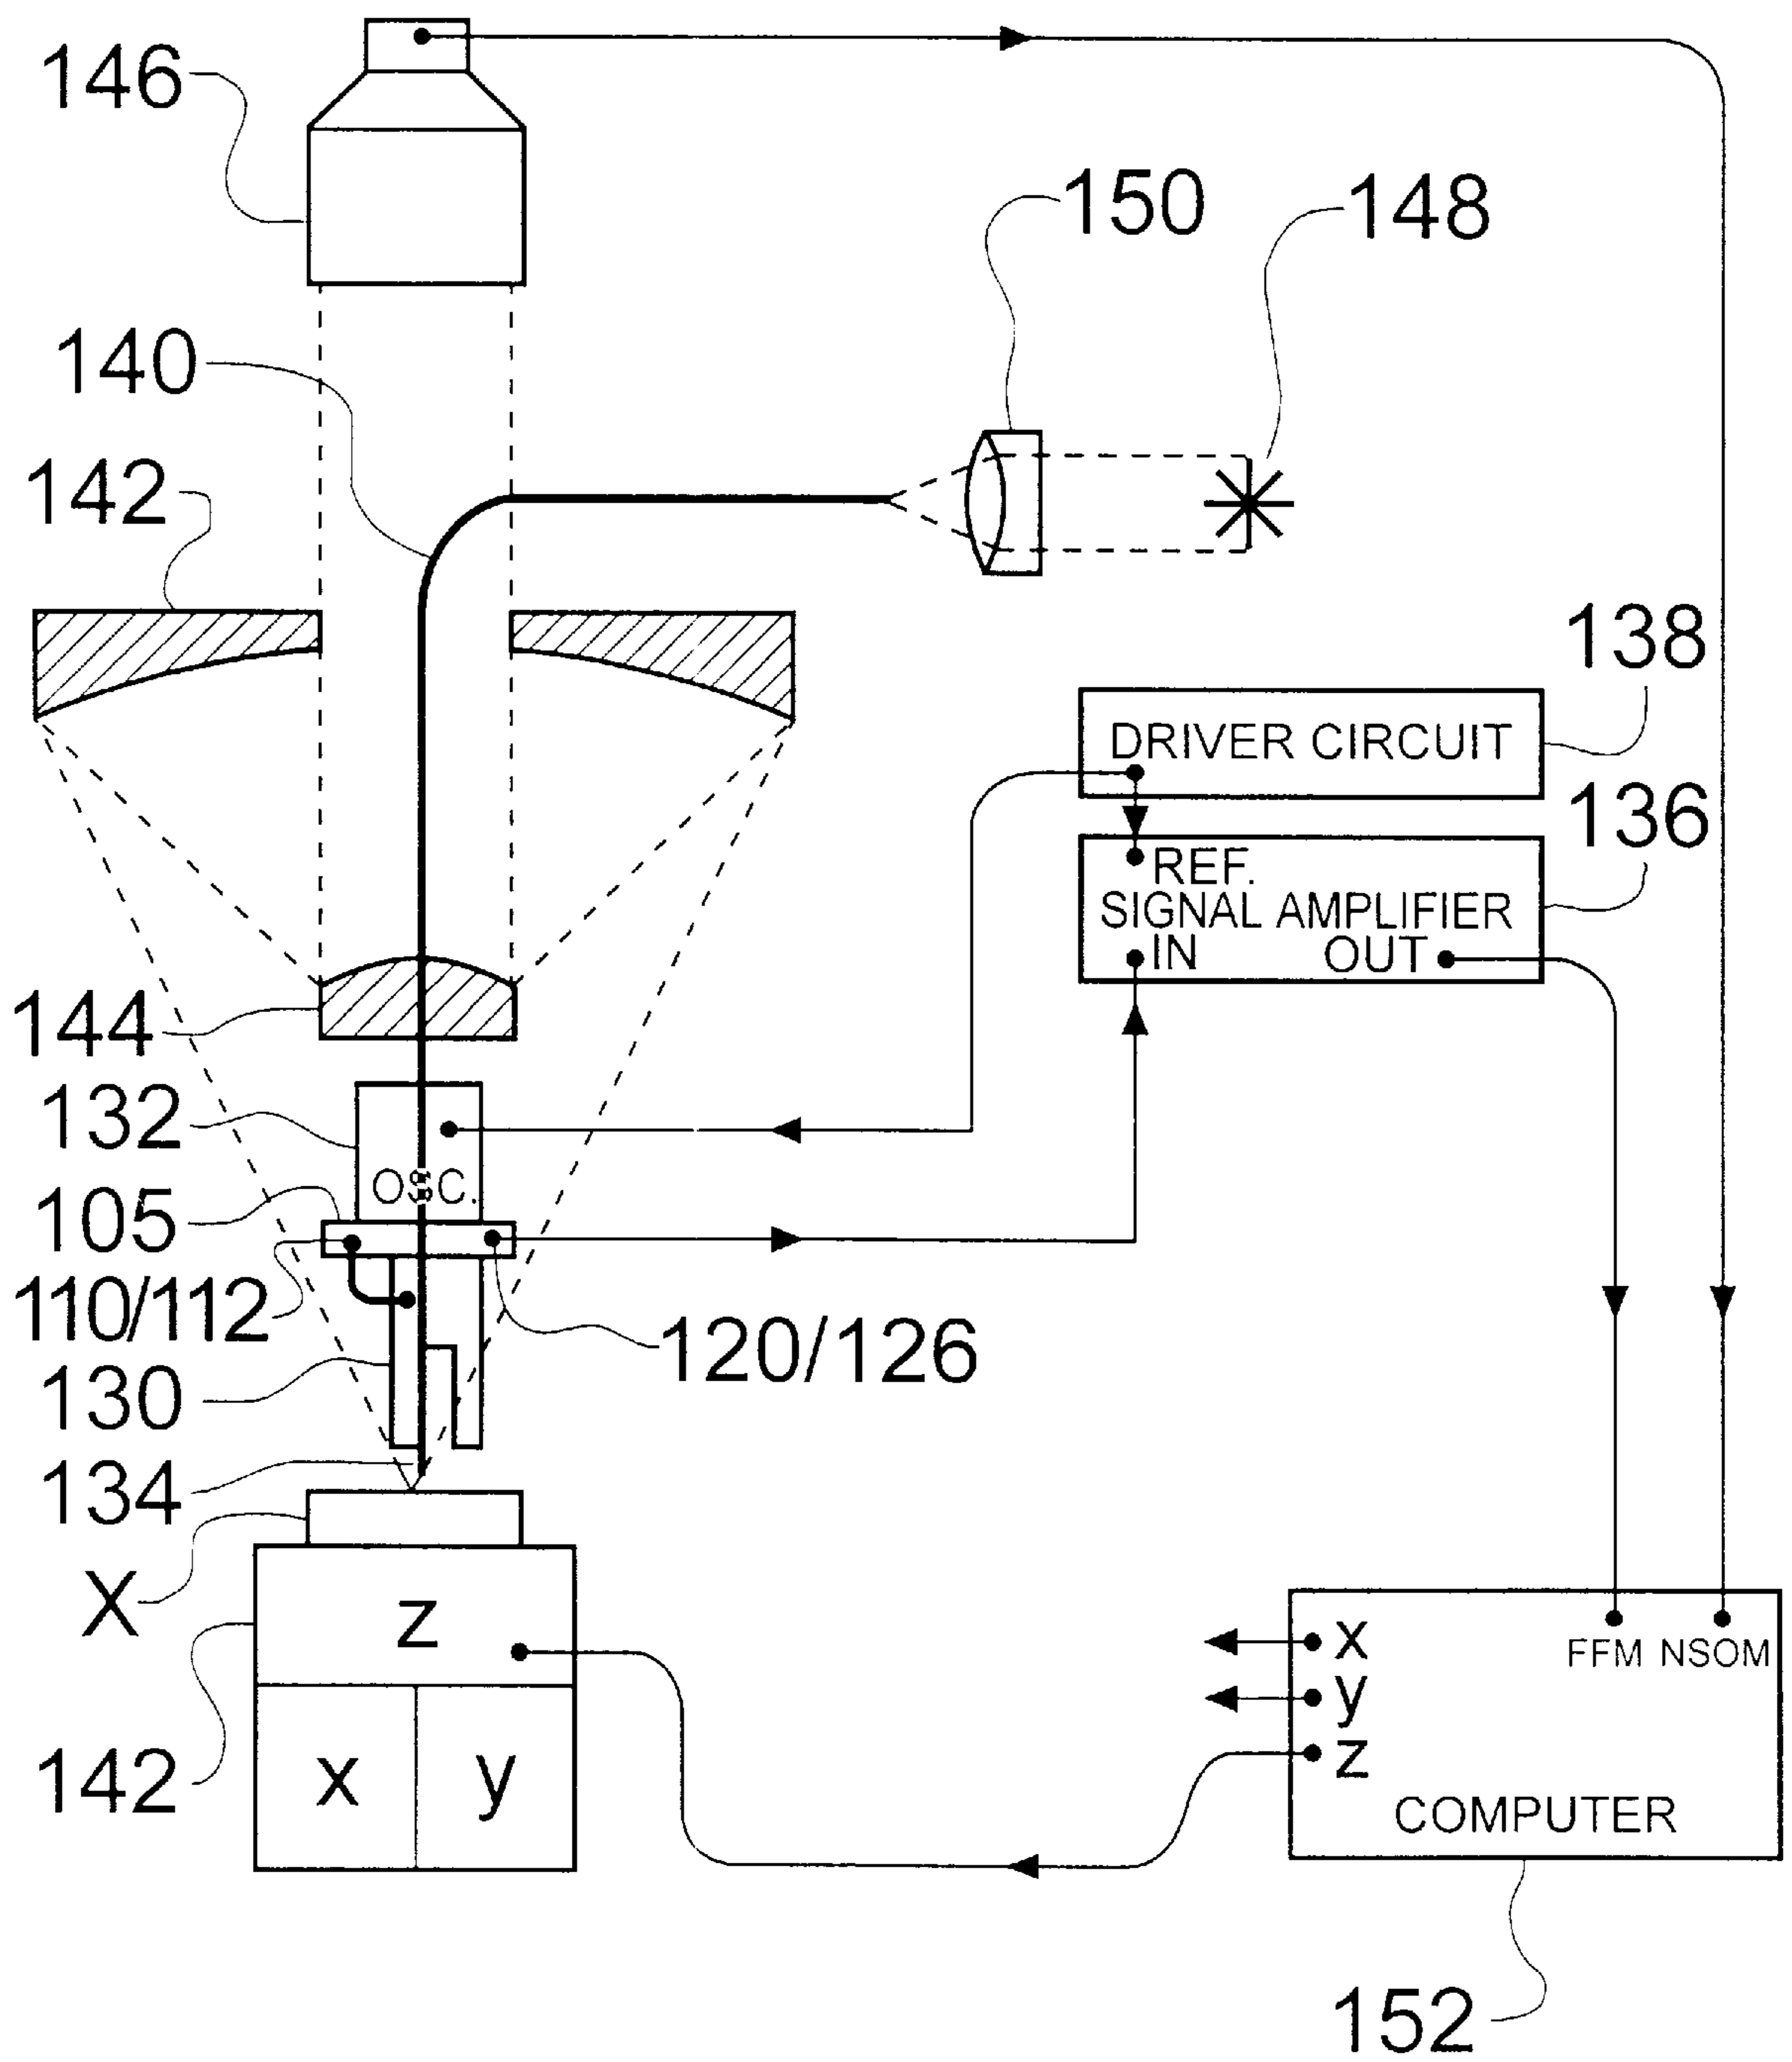 146
150
148
140
142
138
DRIVER CIRCUIT
136
REF.
SIGNAL AMPLIFIER
IN OUT
144
132
OSC.
105
110/112
120/126
130
134
X
z
142
x y
x
FFM NSOM
y
z
COMPUTER
152